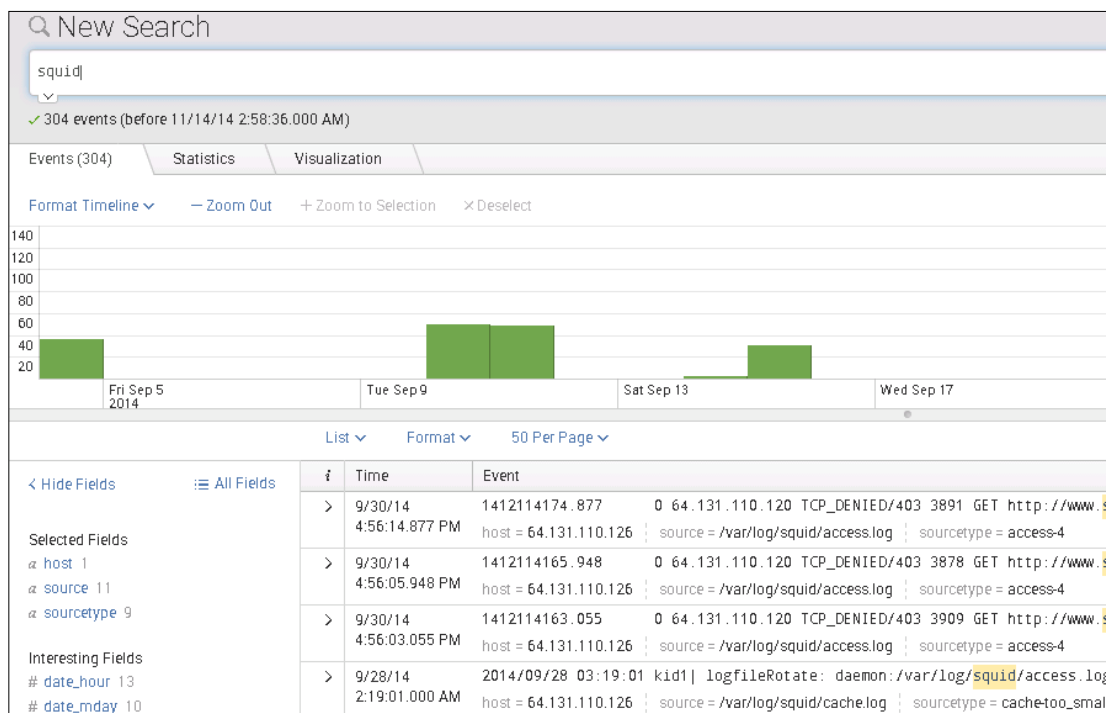 New Search
squid
304 events (before 11/14/14 2:58:36.000 AM)
Events (304) Statistics Visualization
Format Timeline — Zoom Out + Zoom to Selection × Deselect
140
120
100
80
60
40
20
Fri Sep 5 Tue Sep 9 Sat Sep 13 Wed Sep 17
2014
List Format 50 Per Page
< Hide Fields All Fields
i Time Event
Selected Fields
a host 1
a source 11
a sourcetype 9
Interesting Fields
# date_hour 13
# date_mday 10
> 9/30/14 1412114174.877 0 64.131.110.120 TCP_DENIED/403 3891 GET http://www.s
4:56:14.877 PM host = 64.131.110.126 source = /var/log/squid/access.log sourcetype = access-4
> 9/30/14 1412114165.948 0 64.131.110.120 TCP_DENIED/403 3878 GET http://www.s
4:56:05.948 PM host = 64.131.110.126 source = /var/log/squid/access.log sourcetype = access-4
> 9/30/14 1412114163.055 0 64.131.110.120 TCP_DENIED/403 3909 GET http://www.s
4:56:03.055 PM host = 64.131.110.126 source = /var/log/squid/access.log sourcetype = access-4
> 9/28/14 2014/09/28 03:19:01 kid1| logfileRotate: daemon:/var/log/squid/access.log
2:19:01.000 AM host = 64.131.110.126 source = /var/log/squid/cache.log sourcetype = cache-too_smal